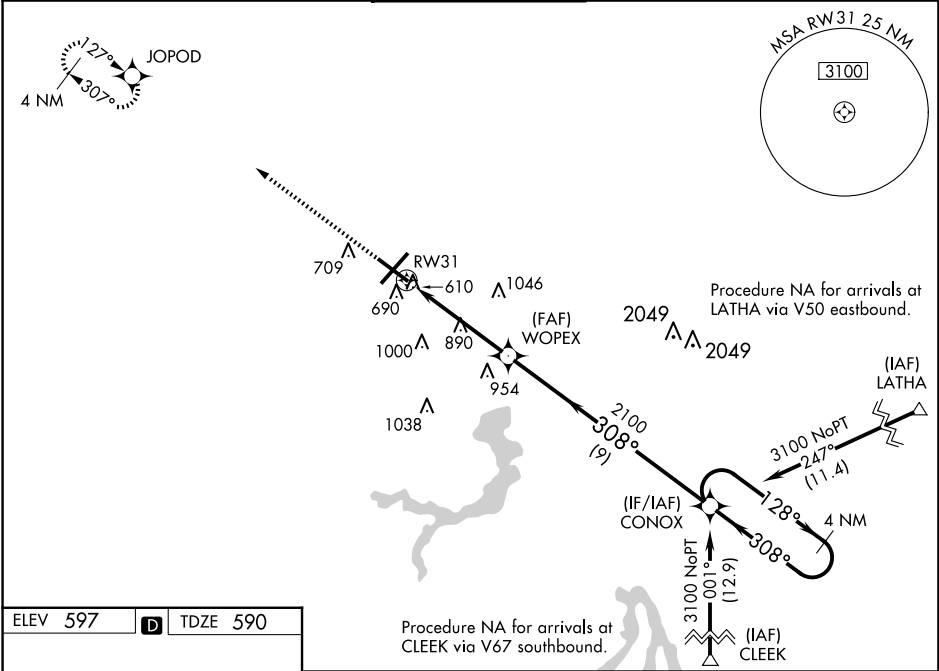 MSA RW31 25 NM
3100
127°
JOPOD
4 NM
307°
709
RW31
610
690
1046
Procedure NA for arrivals at
LATHA via V50 eastbound.
2049
2049
(FAF)
WOPEX
890
1000
954
1038
(IAF)
LATHA
3100 NoPT
247°
(11.4)
2100
308°
(9)
(IF/IAF)
CONOX
128°
4 NM
308°
3100 NoPT
001°
(12.9)
(IAF)
CLEEK
Procedure NA for arrivals at
CLEEK via V67 southbound.
ELEV 597 D TDZE 590